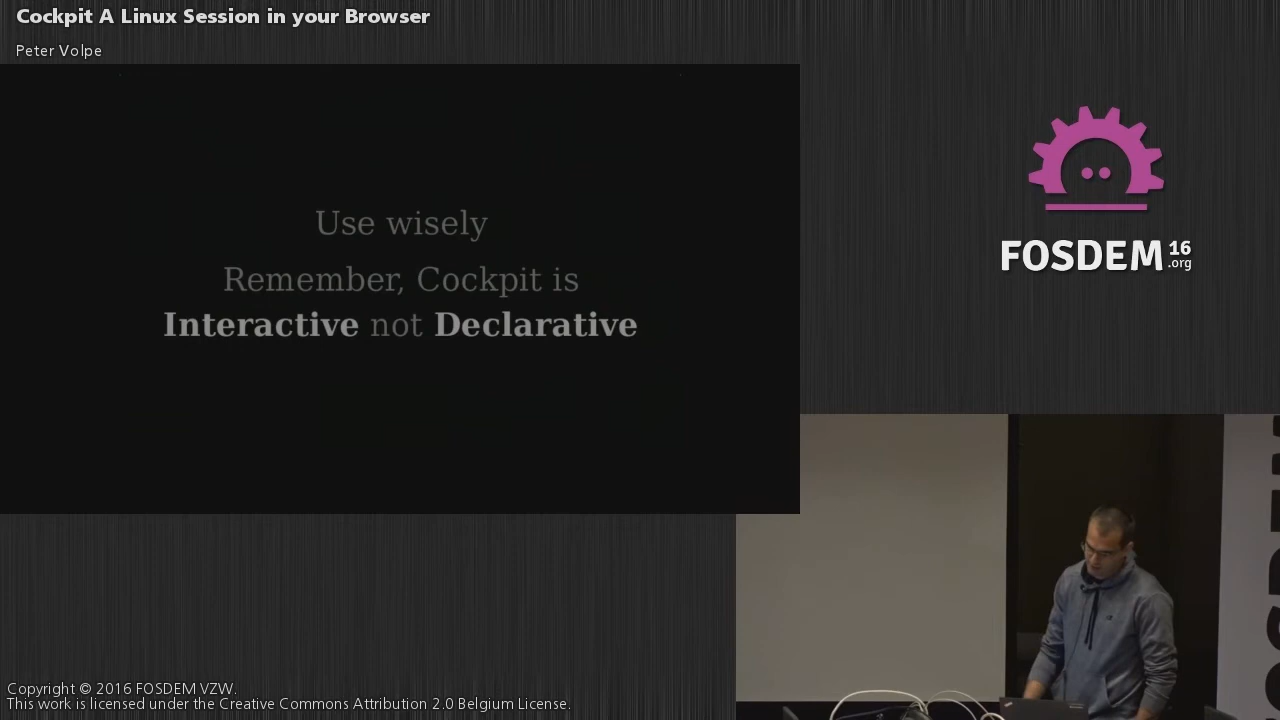 Cockpit A Linux Session in your Browser
Peter Volpe
Use wisely
Remember, Cockpit is
Interactive not Declarative
FOSDEM 16
.org
Copyright © 2016 FOSDEM VZW.
This work is licensed under the Creative Commons Attribution 2.0 Belgium License.